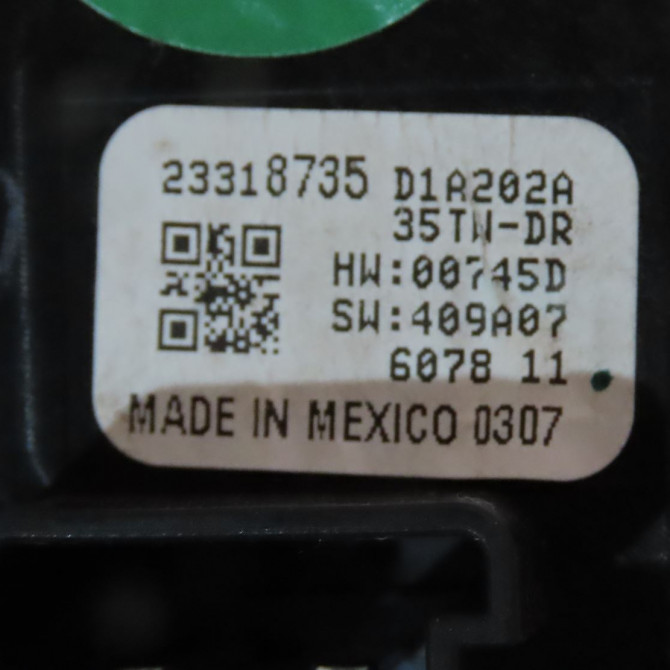 23318735 D1A202A
35TW-DR
HW:00745D
SW:409A07
6078 11
MADE IN MEXICO 0307